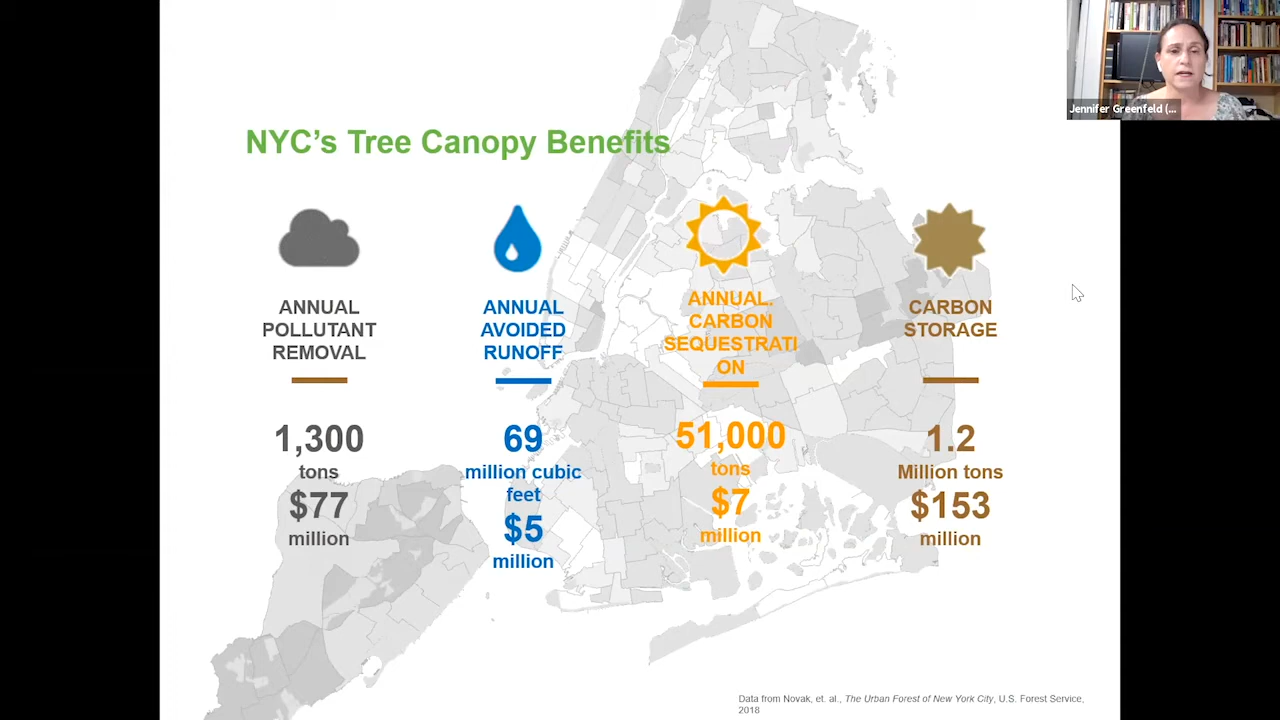 Jennifer Greenfeld (...
NYC's Tree Canopy Benefits
ANNUAL
POLLUTANT
REMOVAL
1,300
tons
$77
million
ANNUAL
AVOIDED
RUNOFF
69
million cubic
feet
$5
million
ANNUAL.
CARBON
SEQUESTRATI
ON
51,000
tons
$7
million
CARBON
STORAGE
1.2
Million tons
$153
million
Data from Novak, et. al., The Urban Forest of New York City, U.S. Forest Service,
2018